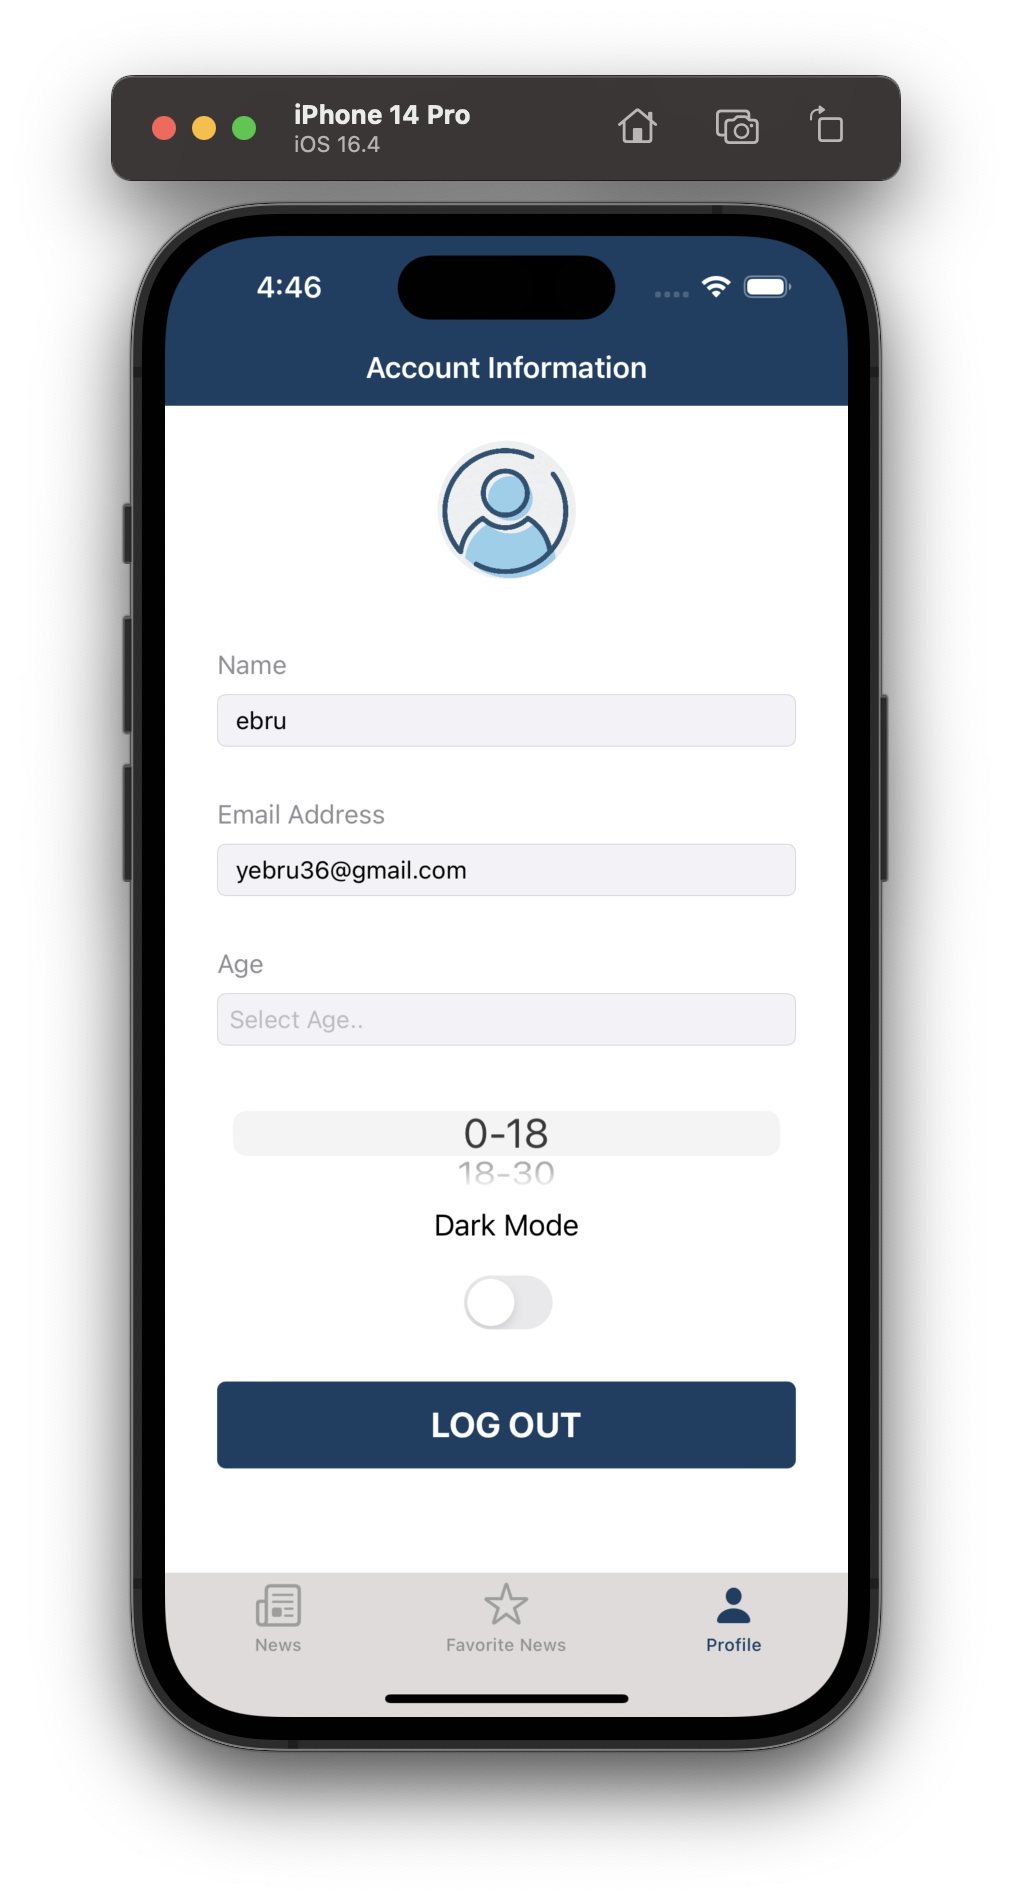 iPhone 14 Pro
iOS 16.4
4:46
Account Information
Name
ebru
Email Address
yebru36@gmail.com
Age
Select Age..
0-18
18-30
Dark Mode
LOG OUT
News
Favorite News
Profile